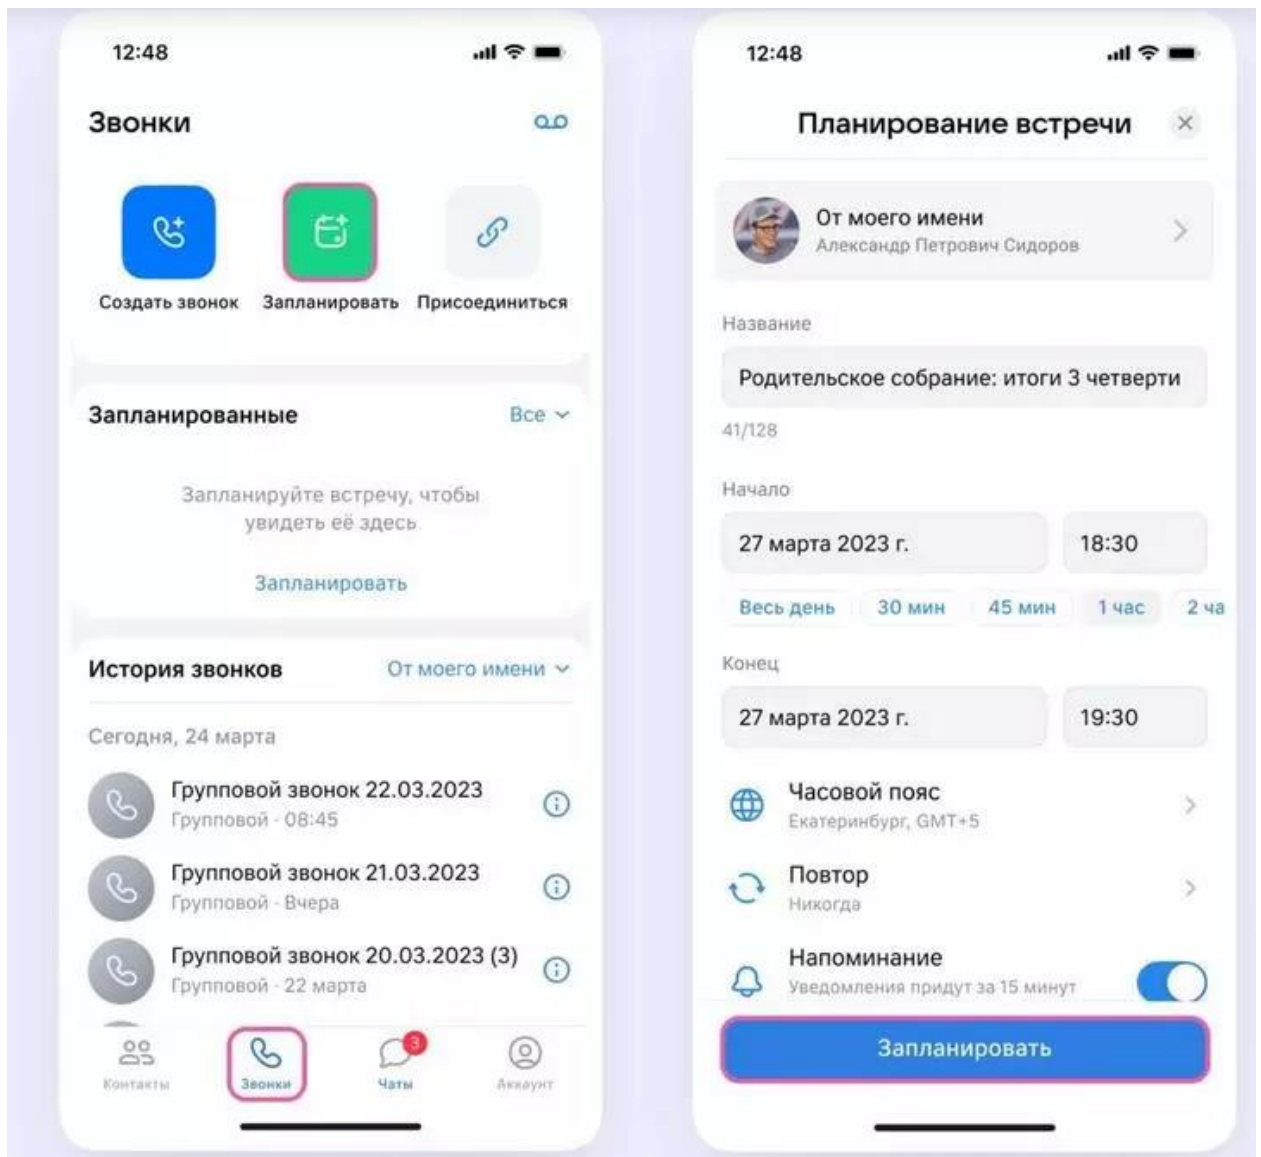 12:48
Звонки
Создать звонок
Запланировать
Присоединиться
Запланированные
Все
Запланируйте встречу, чтобы
увидеть её здесь
Запланировать
История звонков
От моего имени
Сегодня, 24 марта
Групповой звонок 22.03.2023
Групповой · 08:45
Групповой звонок 21.03.2023
Групповой · Вчера
Групповой звонок 20.03.2023 (3)
Групповой · 22 марта
Контакты
Звонки
3
Чаты
Аккаунт
12:48
Планирование встречи
От моего имени
Александр Петрович Сидоров
Название
Родительское собрание: итоги 3 четверти
41/128
Начало
27 марта 2023 г.
18:30
Весь день
30 мин
45 мин
1 час
2 ча
Конец
27 марта 2023 г.
19:30
Часовой пояс
Екатеринбург, GMT+5
Повтор
Никогда
Напоминание
Уведомления придут за 15 минут
Запланировать